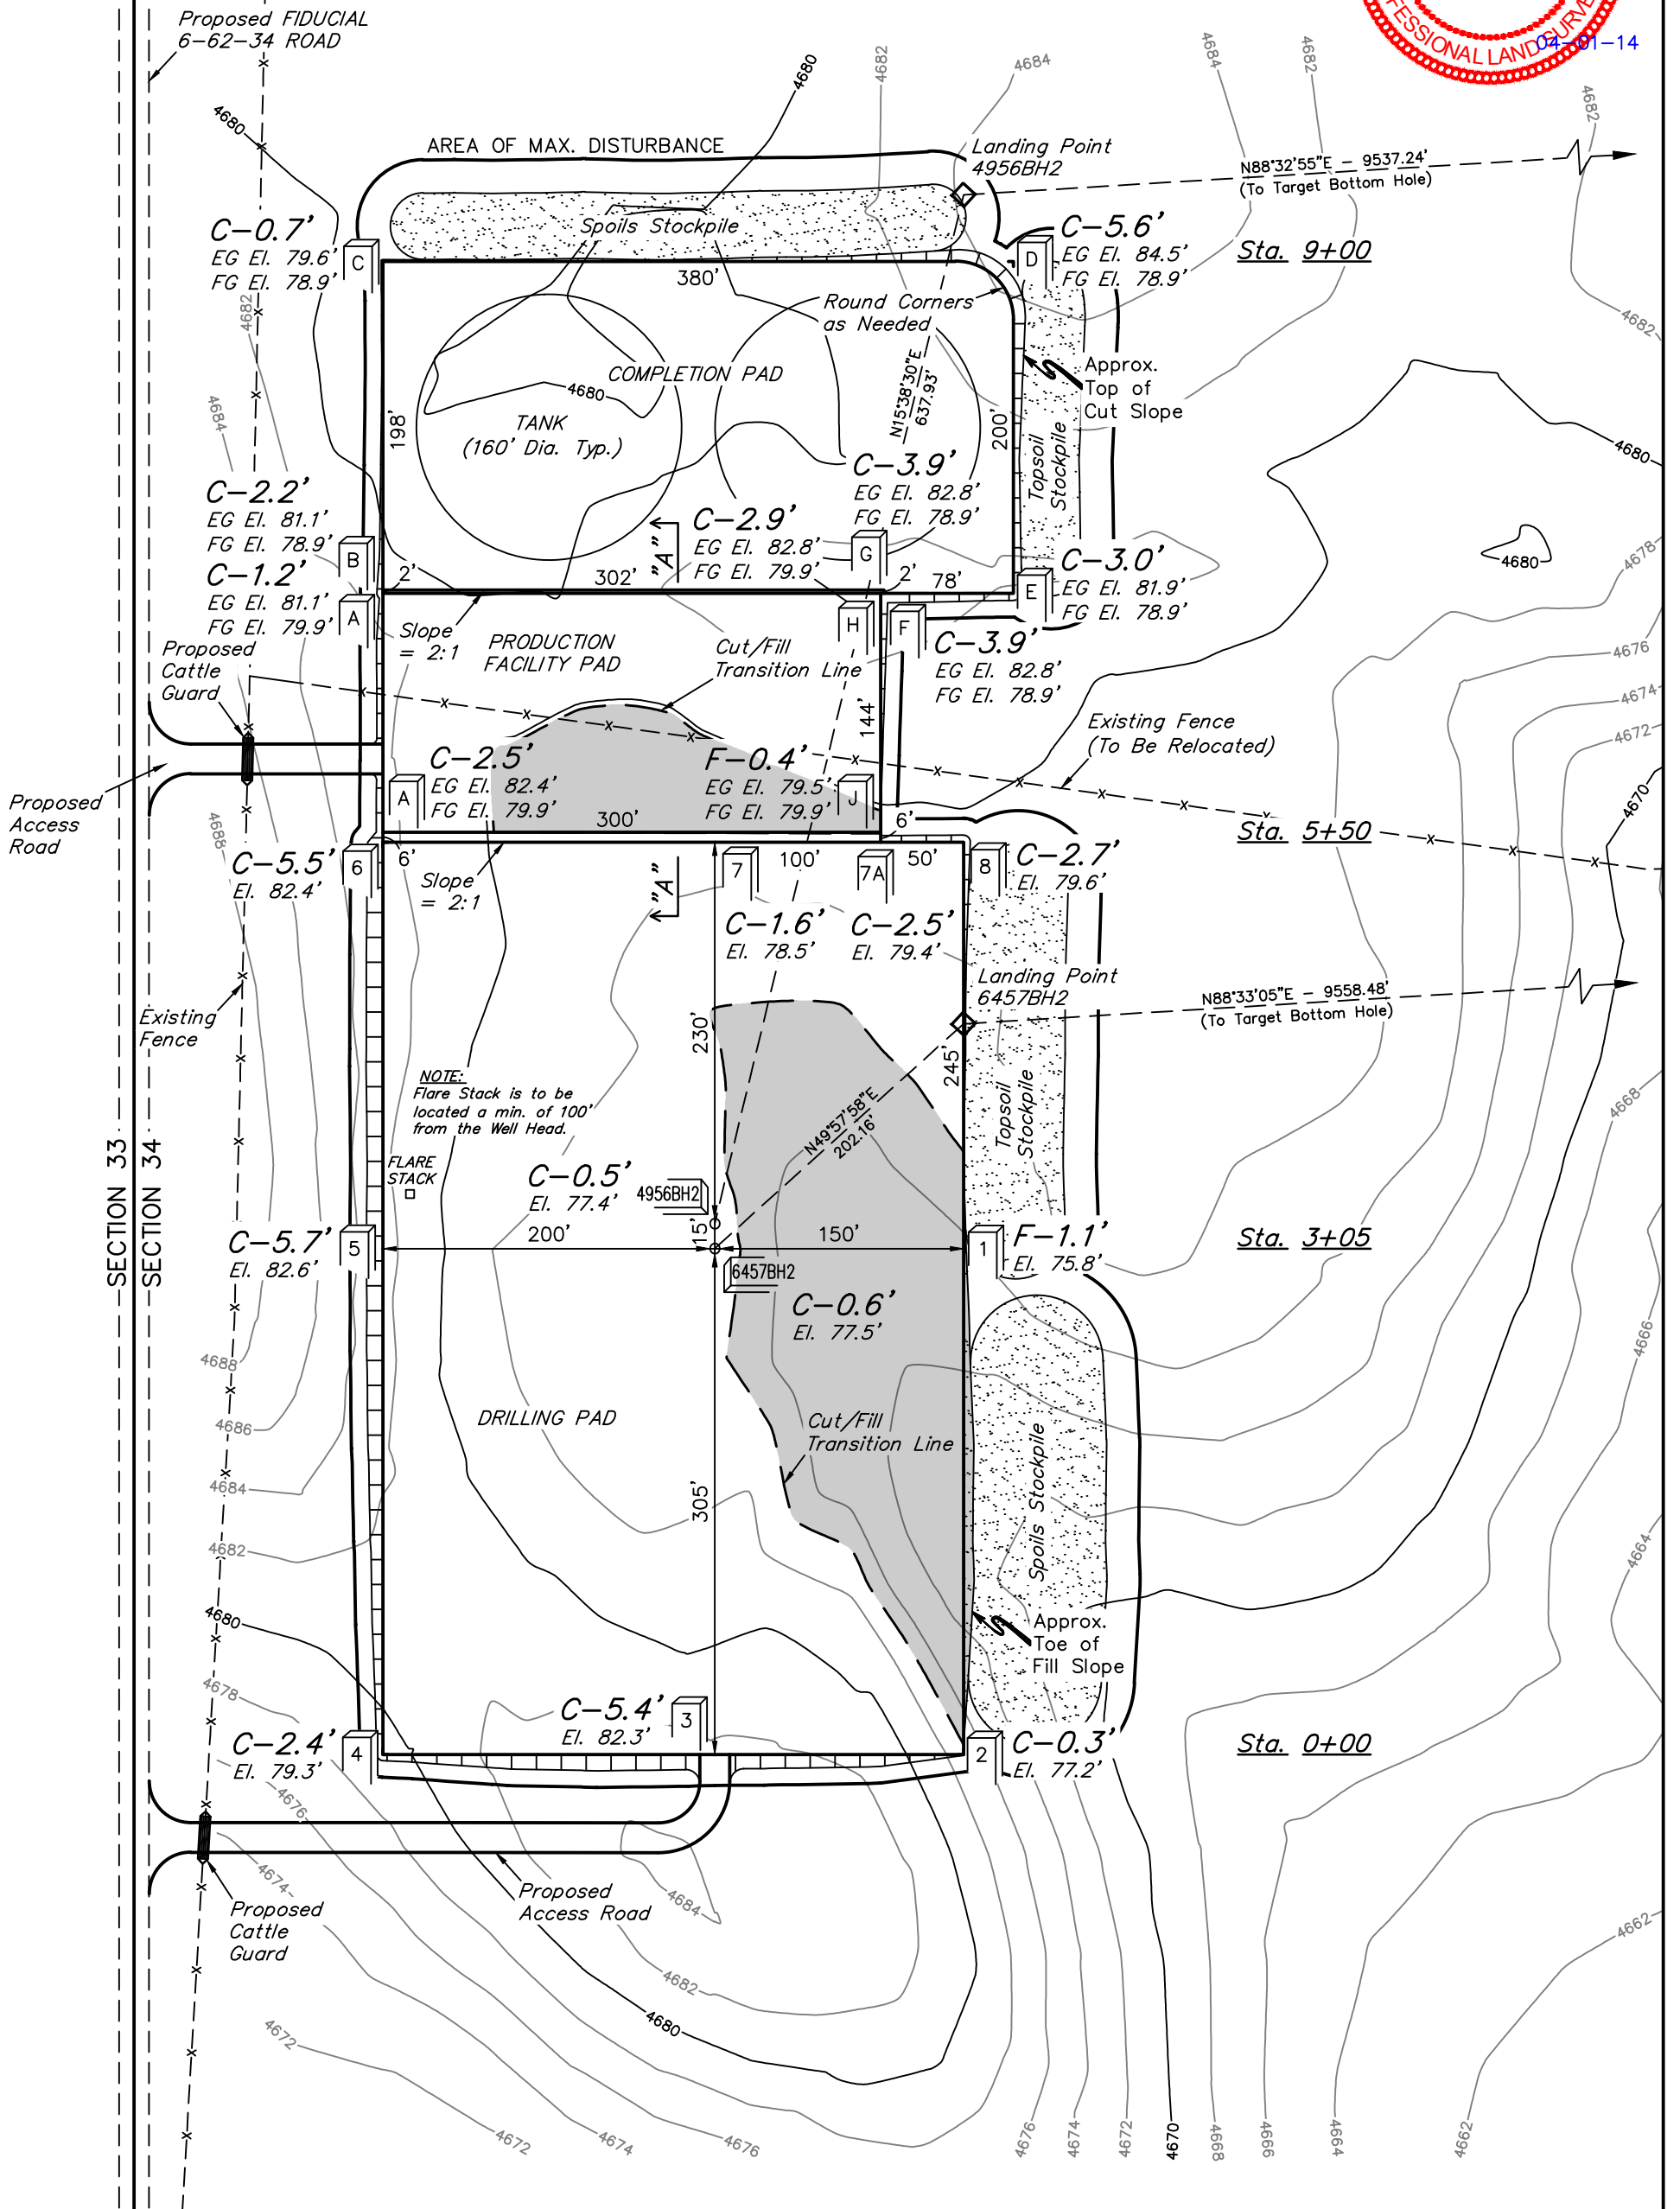 Proposed FIDUCIAL
6-62-34 ROAD
FESSIONAL LAND SURVE
04-01-14
4680
4680
4682
4684
4684
4682
4682
AREA OF MAX. DISTURBANCE
Landing Point
4956BH2
N88°32'55"E - 9537.24'
(To Target Bottom Hole)
Spoils Stockpile
C-0.7'
EG El. 79.6'
FG El. 78.9'
C
D
C-5.6'
EG El. 84.5'
FG El. 78.9'
Sta. 9+00
380'
Round Corners
as Needed
4682
4682
COMPLETION PAD
4680
TANK
(160' Dia. Typ.)
N15°38'30"E
637.93'
Approx.
Top of
Cut Slope
4684
198'
200'
Topsoil
Stockpile
4680
C-2.2'
EG El. 81.1'
FG El. 78.9'
B
C-3.9'
EG El. 82.8'
FG El. 78.9'
G
C-2.9'
EG El. 82.8'
FG El. 79.9'
"A"
4680
4678
C-1.2'
EG El. 81.1'
FG El. 79.9'
A
2'
302'
2'
78'
E
C-3.0'
EG El. 81.9'
FG El. 78.9'
Slope
= 2:1
PRODUCTION
FACILITY PAD
Cut/Fill
Transition Line
H
F
C-3.9'
EG El. 82.8'
FG El. 78.9'
Proposed
Cattle
Guard
4676
4674
4672
144'
Existing Fence
(To Be Relocated)
C-2.5'
EG El. 82.4'
FG El. 79.9'
A
F-0.4'
EG El. 79.5'
FG El. 79.9'
J
Proposed
Access
Road
4688
300'
6'
4670
Sta. 5+50
C-5.5'
El. 82.4'
6
6'
Slope
= 2:1
"A"
7
100'
7A
50'
8
C-2.7'
El. 79.6'
C-1.6'
El. 78.5'
C-2.5'
El. 79.4'
Landing Point
6457BH2
N88°33'05"E - 9558.48'
(To Target Bottom Hole)
Existing
Fence
230'
245'
NOTE:
Flare Stack is to be
located a min. of 100'
from the Well Head.
N49°57'58"E
202.16'
Topsoil
Stockpile
4668
SECTION 33
SECTION 34
FLARE
STACK
C-0.5'
El. 77.4'
4956BH2
15'
C-5.7'
El. 82.6'
5
200'
150'
1
F-1.1'
El. 75.8'
Sta. 3+05
6457BH2
C-0.6'
El. 77.5'
4688
4666
DRILLING PAD
Cut/Fill
Transition Line
4686
4684
305'
Spoils Stockpile
4682
4664
4680
Approx.
Toe of
Fill Slope
4678
C-5.4'
El. 82.3'
3
C-2.4'
El. 79.3'
4
2
C-0.3'
El. 77.2'
Sta. 0+00
4676
4674
Proposed
Cattle
Guard
Proposed
Access Road
4684
4662
4682
4680
4672
4672
4674
4676
4676
4674
4672
4670
4668
4666
4664
4662